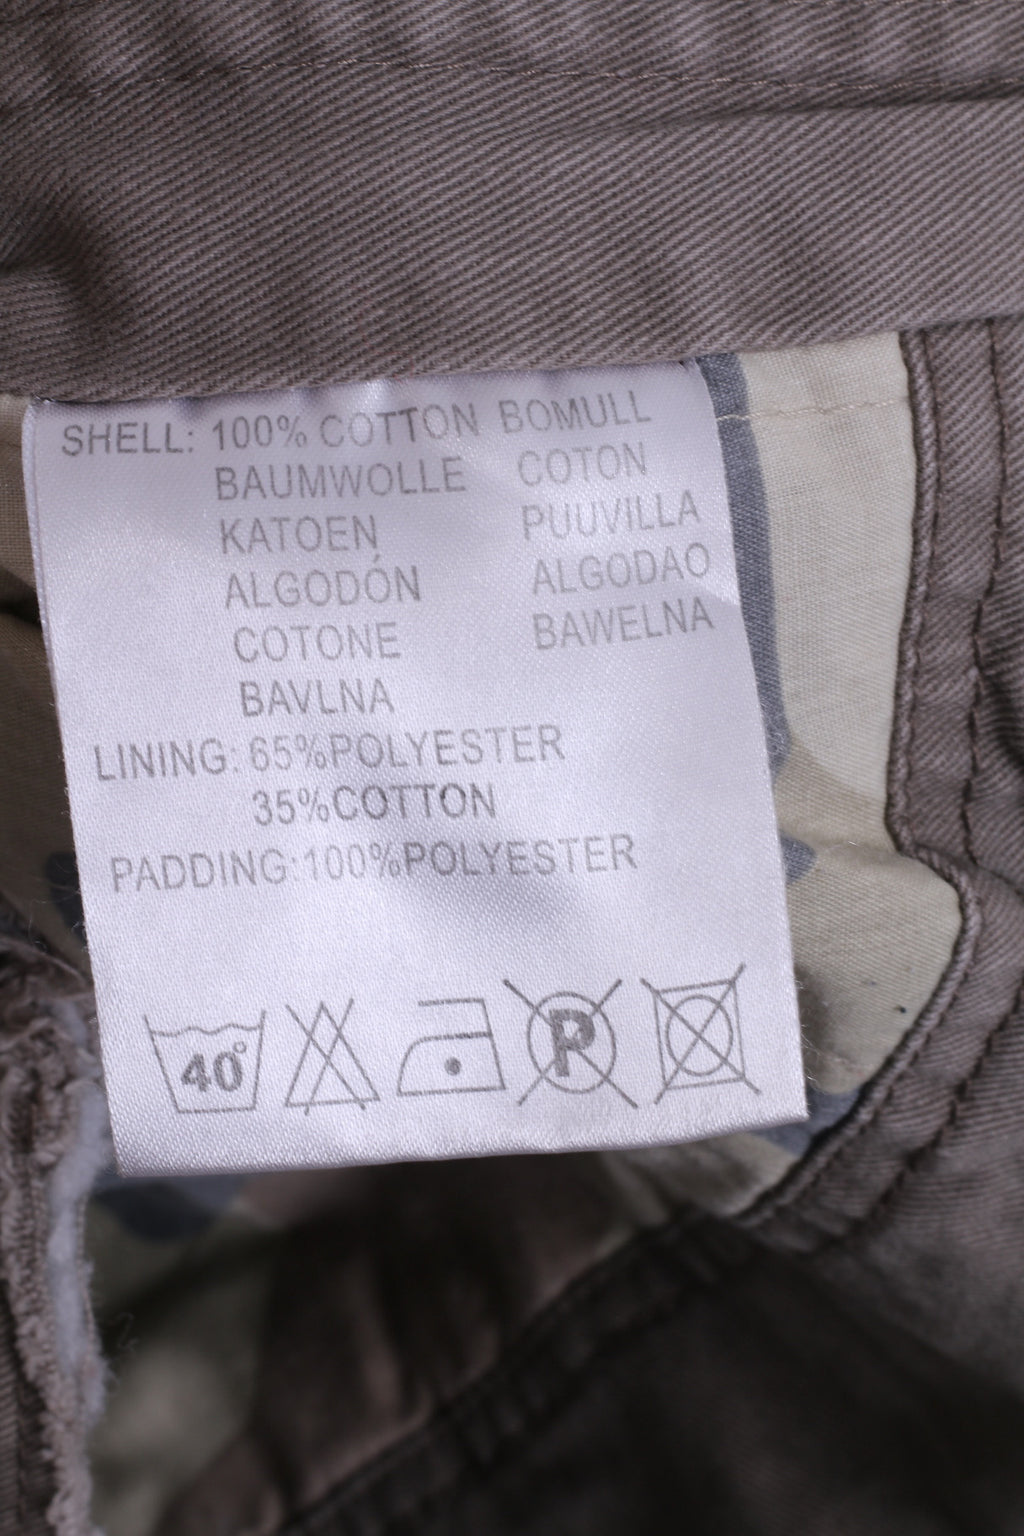 SHELL: 100% COTTON BOMULL
BAUMWOLLE COTON
KATOEN PUUVILLA
ALGODÓN ALGODAO
COTONE BAWELNA
BAVLNA
LINING: 65%POLYESTER
35%COTTON
PADDING:100%POLYESTER
40° P